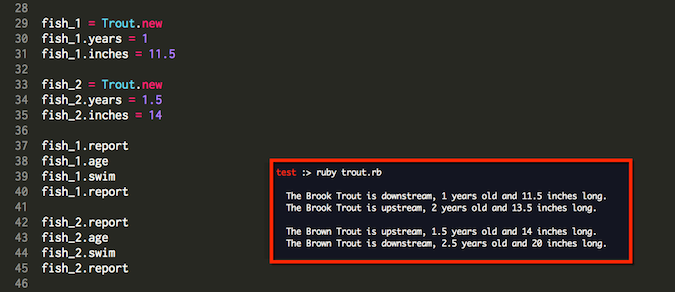 28
29 fish_1 = Trout.new
30 fish_1.years = 1
31 fish_1.inches = 11.5
32
33 fish_2 = Trout.new
34 fish_2.years = 1.5
35 fish_2.inches = 14
36
37 fish_1.report
38 fish_1.age
39 fish_1.swim
40 fish_1.report
41
42 fish_2.report
43 fish_2.age
44 fish_2.swim
45 fish_2.report
46
test :> ruby trout.rb
The Brook Trout is downstream, 1 years old and 11.5 inches long.
The Brook Trout is upstream, 2 years old and 13.5 inches long.
The Brown Trout is upstream, 1.5 years old and 14 inches long.
The Brown Trout is downstream, 2.5 years old and 20 inches long.